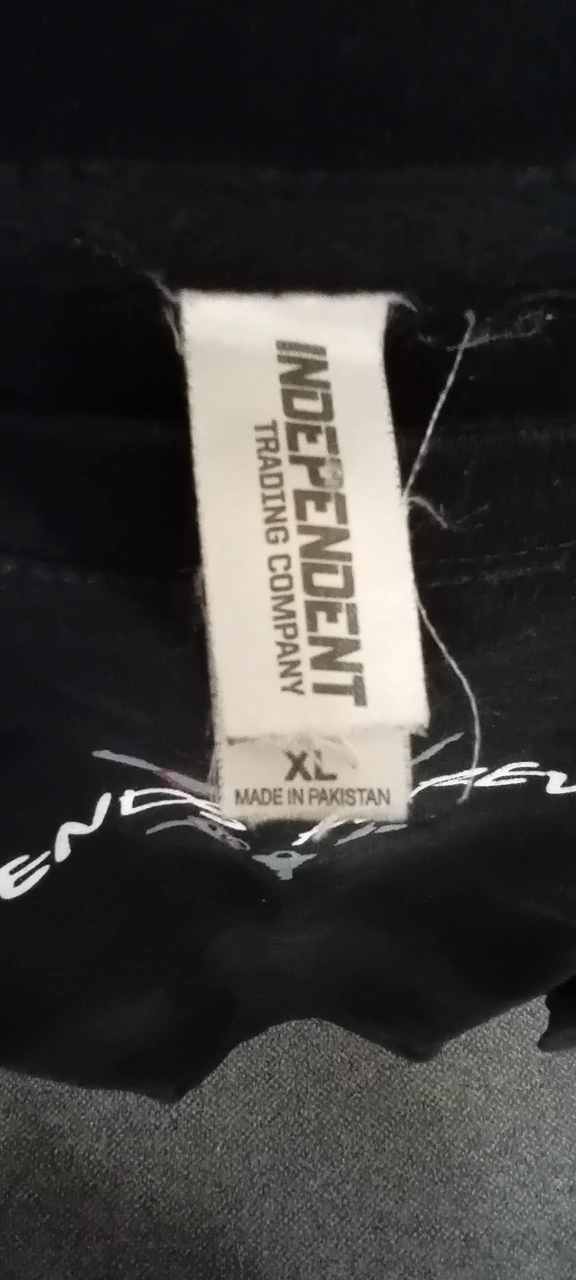 INDEPENDENT
TRADING COMPANY
XL
MADE IN PAKISTAN